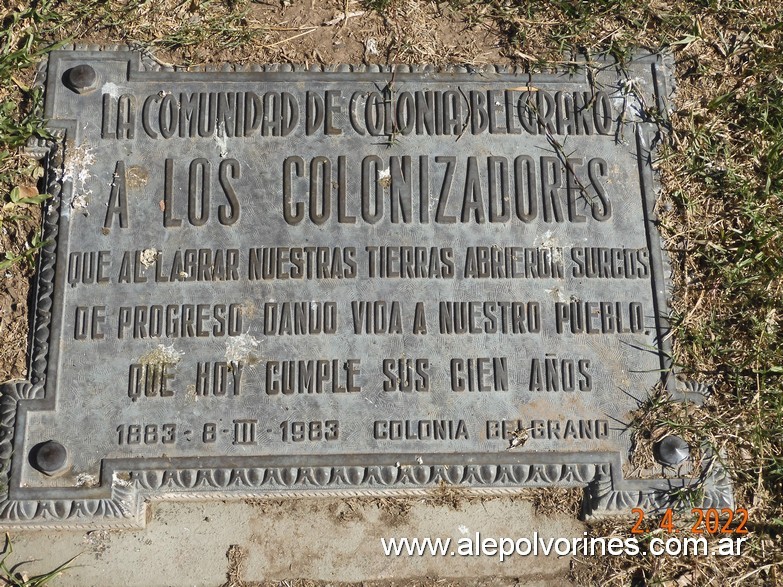 LA COMUNIDAD DE COLONIA BELGRANO
A LOS COLONIZADORES
QUE AL LABRAR NUESTRAS TIERRAS ABRIERON SURCOS
DE PROGRESO DANDO VIDA A NUESTRO PUEBLO.
QUE HOY CUMPLE SUS CIEN AÑOS
1883 - 8 - III - 1983 COLONIA BELGRANO
2 4 2022
www.alepolvorines.com.ar